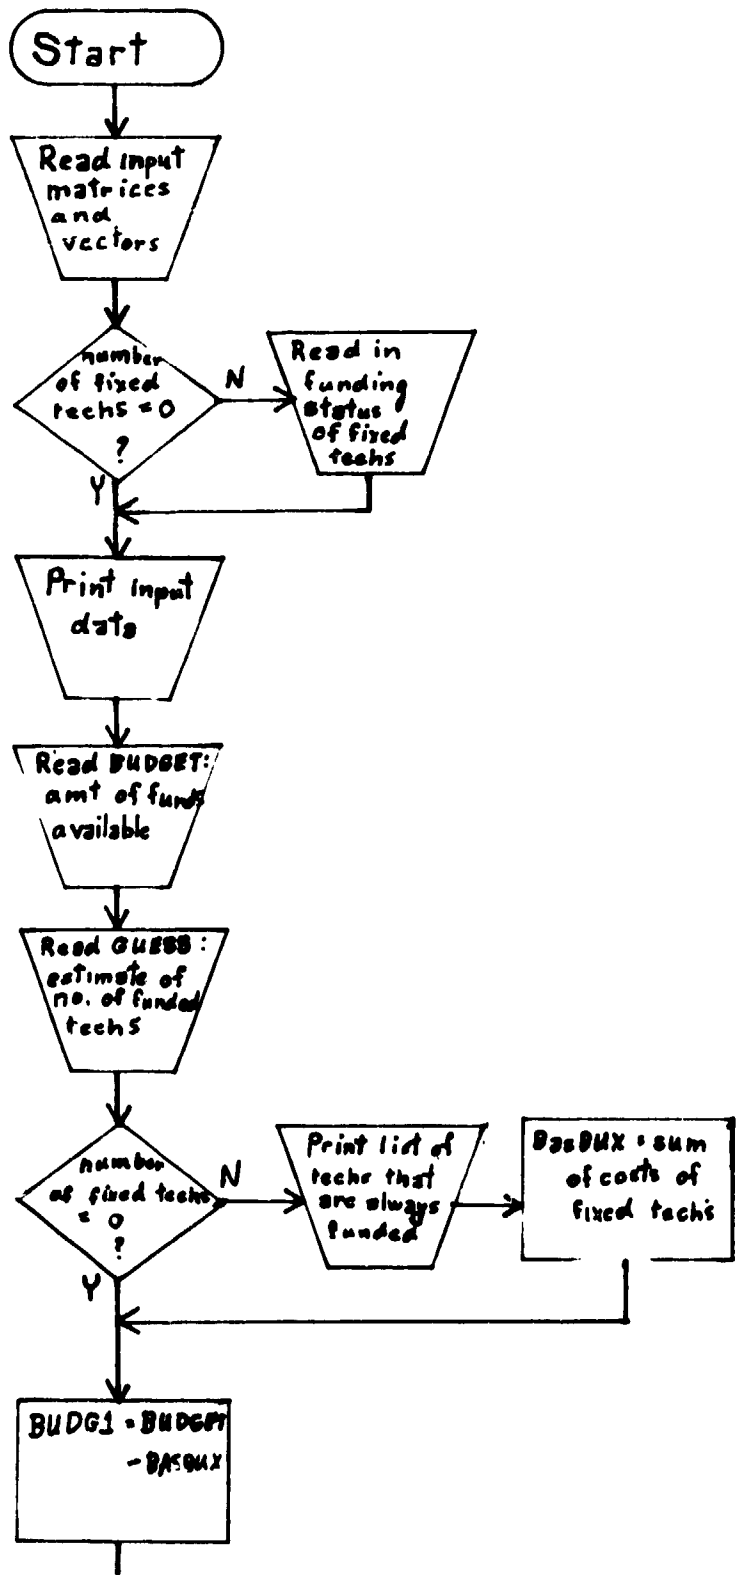 Start
Read input
matrices
and
vectors
number
of fixed
techs = 0
?
N
Y
Read in
funding
status
of fixed
techs
Print input
data
Read BUDGET:
amt of funds
available
Read GUESS:
estimate of
no. of funded
techs
number
of fixed techs
= 0
?
N
Y
Print list of
techs that
are always
funded
BasBUX = sum
of costs of
fixed techs
BUDG1 = BUDGET
- BASBUX